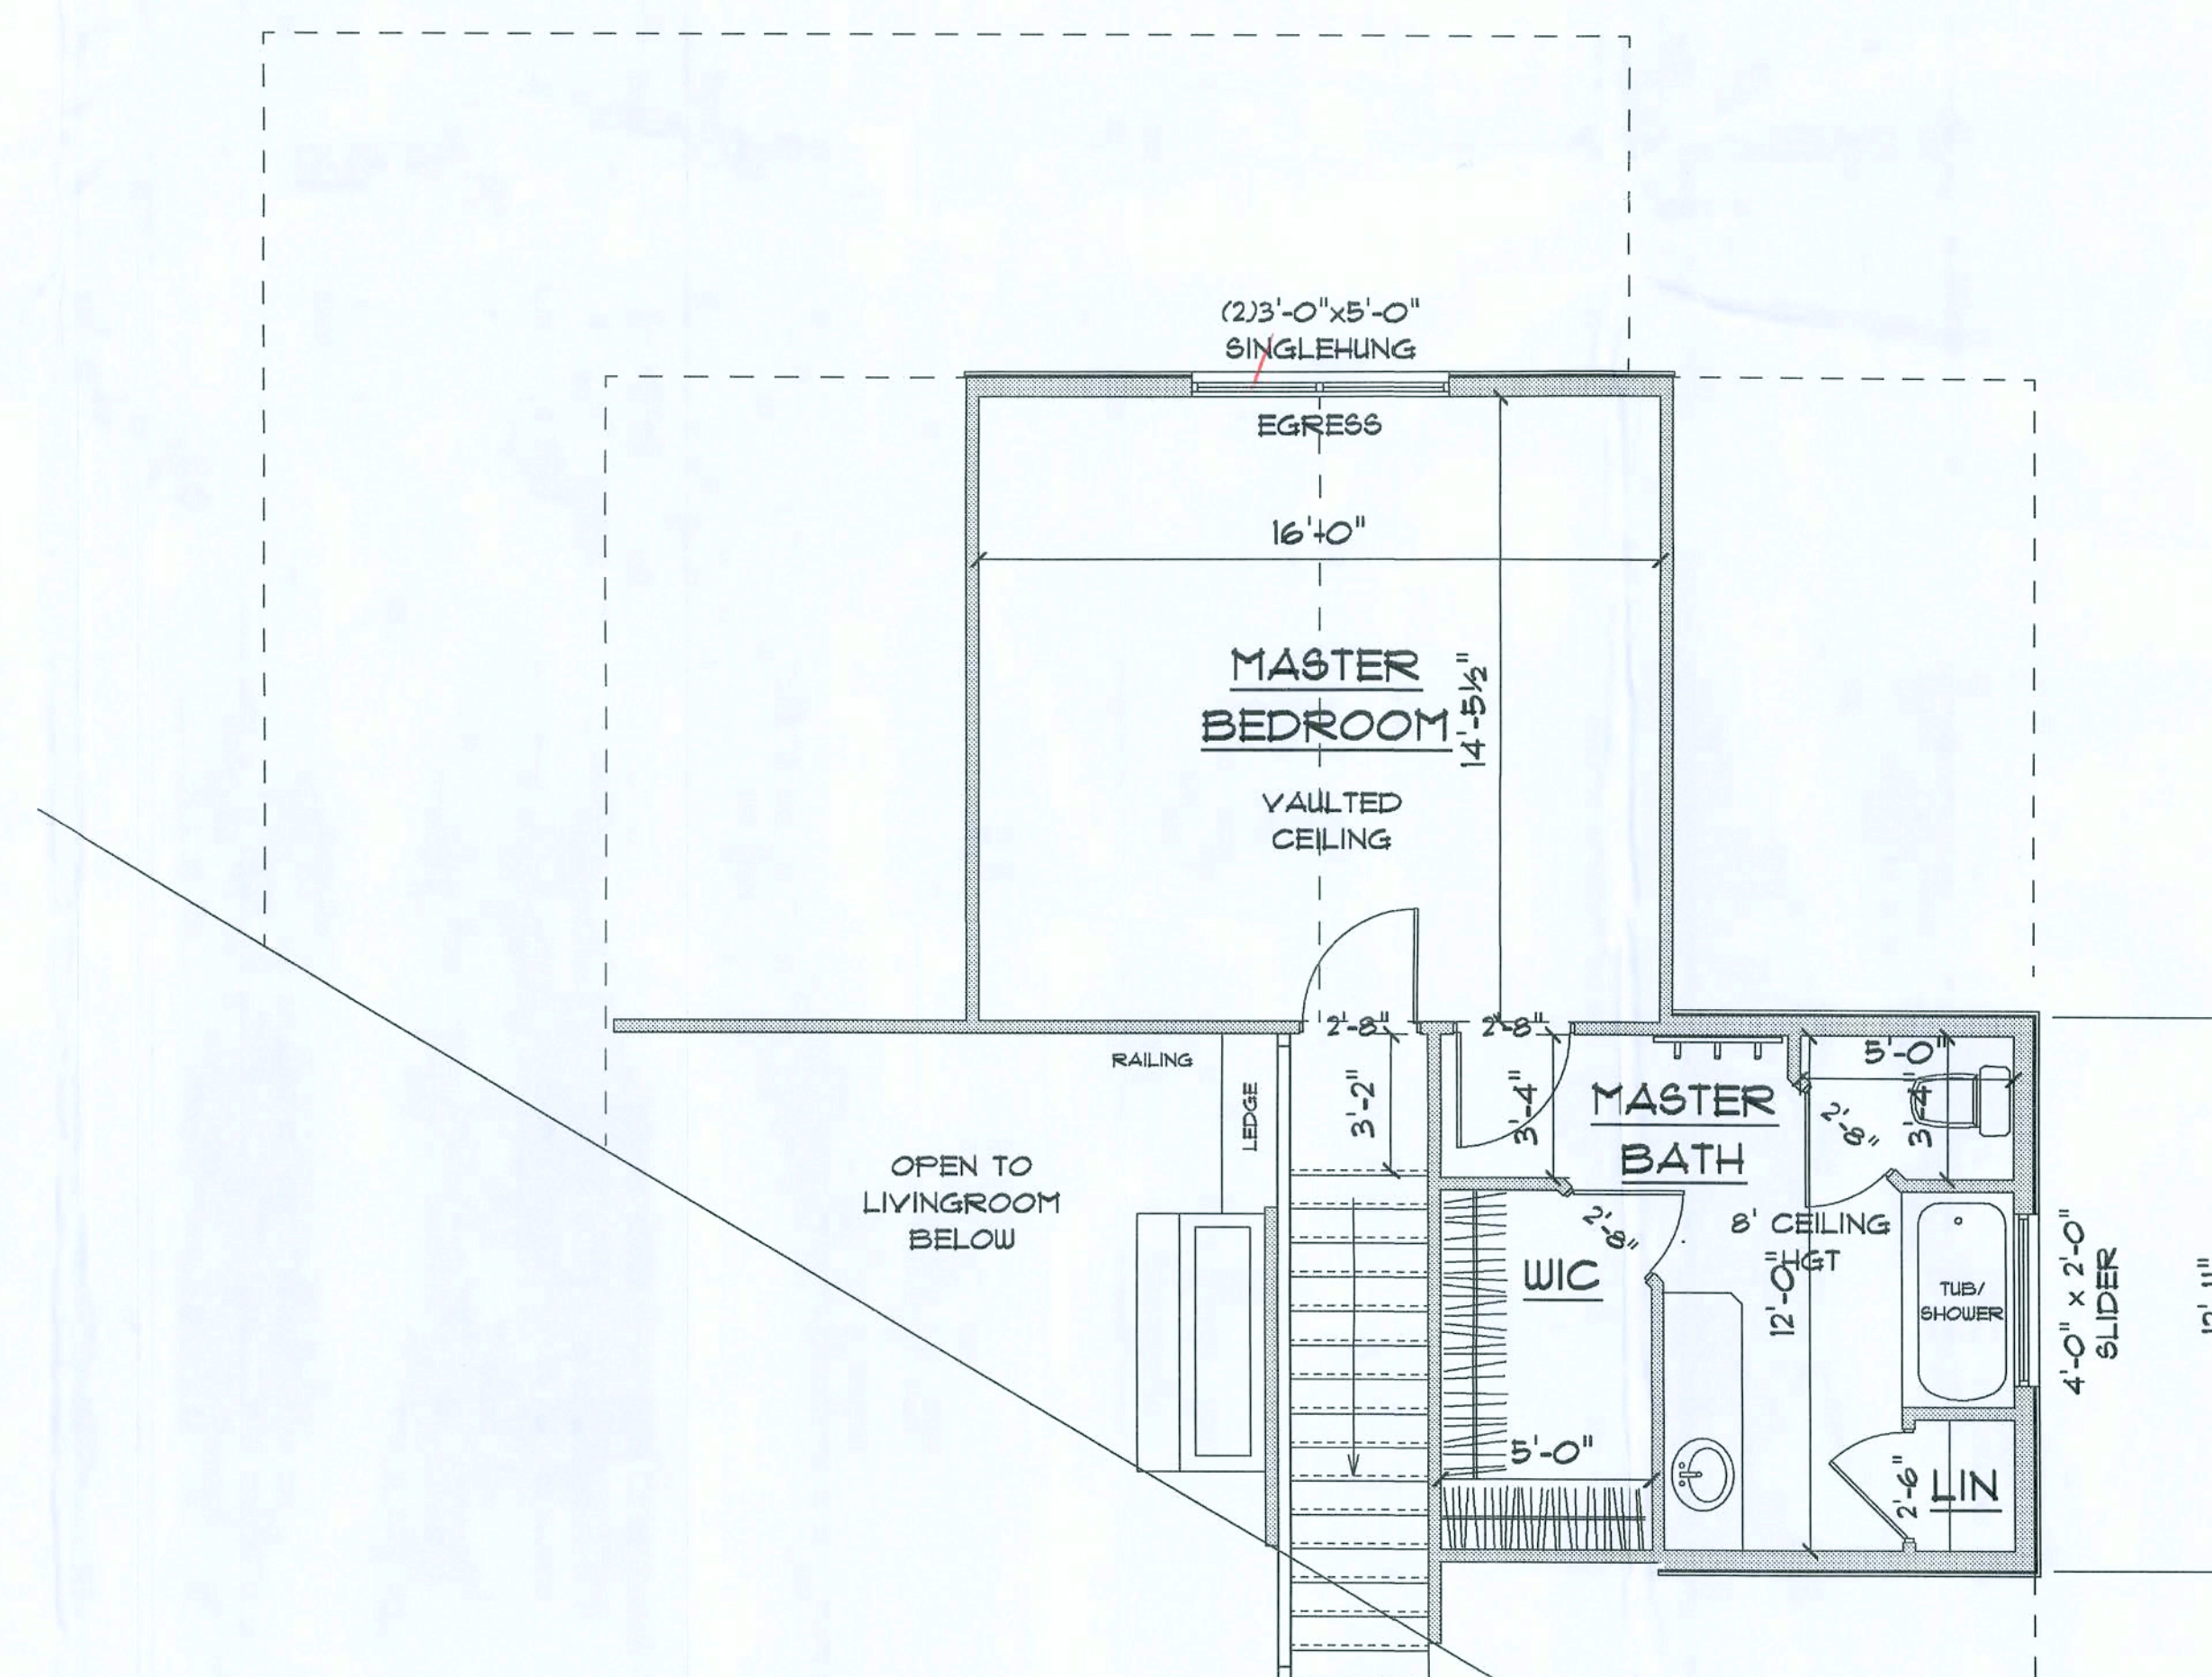 (2)3'-0"x5'-0"
SINGLEHUNG
EGRESS
16'-0"
MASTER
BEDROOM
14'-5½"
VAULTED
CEILING
2'-8"
2'-8"
RAILING
LEDGE
3'-2"
3'-4"
MASTER
BATH
5'-0"
2'-8"
3'-4"
OPEN TO
LIVINGROOM
BELOW
2'-8"
8' CEILING
HGT
WIC
12'-0"
TUB/
SHOWER
4'-0" x 2'-0"
SLIDER
5'-0"
2'-6"
LIN